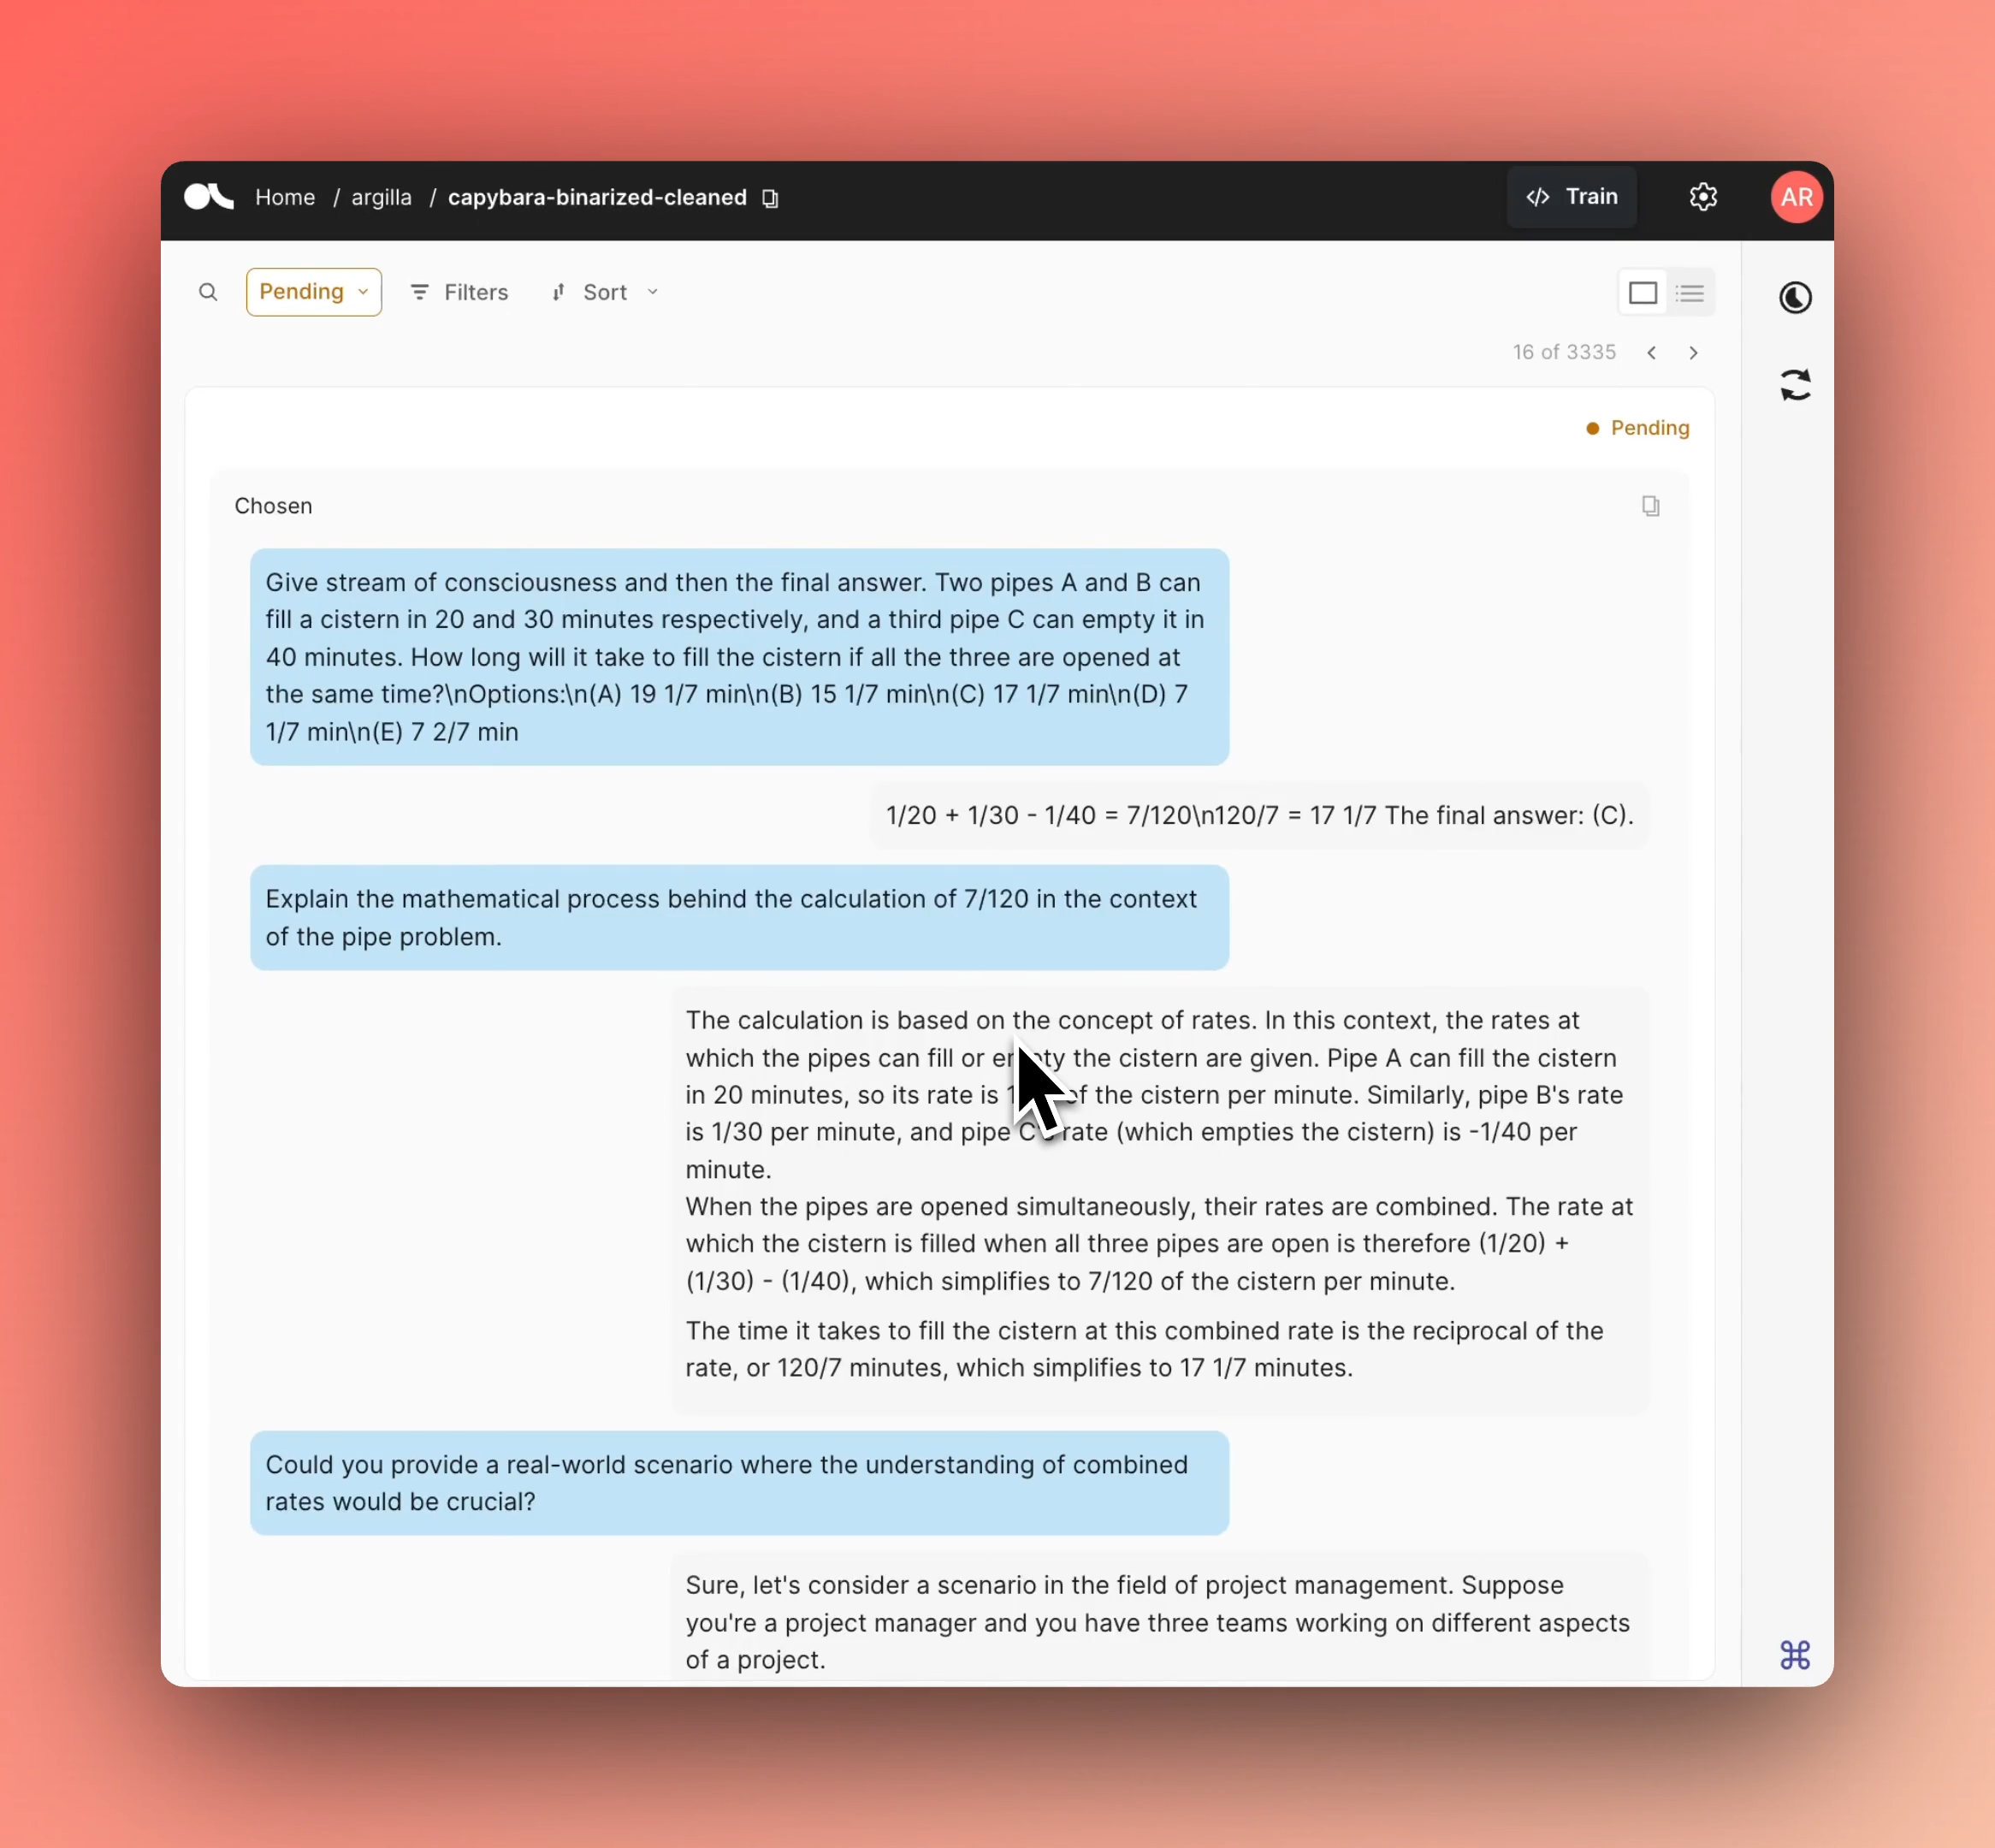 Home / argilla / capybara-binarized-cleaned
Train
AR
Pending
Filters
Sort
16 of 3335
Pending
Chosen
Give stream of consciousness and then the final answer. Two pipes A and B can
fill a cistern in 20 and 30 minutes respectively, and a third pipe C can empty it in
40 minutes. How long will it take to fill the cistern if all the three are opened at
the same time?\nOptions:\n(A) 19 1/7 min\n(B) 15 1/7 min\n(C) 17 1/7 min\n(D) 7
1/7 min\n(E) 7 2/7 min
1/20 + 1/30 - 1/40 = 7/120\n120/7 = 17 1/7 The final answer: (C).
Explain the mathematical process behind the calculation of 7/120 in the context
of the pipe problem.
The calculation is based on the concept of rates. In this context, the rates at
which the pipes can fill or empty the cistern are given. Pipe A can fill the cistern
in 20 minutes, so its rate is of the cistern per minute. Similarly, pipe B's rate
is 1/30 per minute, and pipe C's rate (which empties the cistern) is -1/40 per
minute.
When the pipes are opened simultaneously, their rates are combined. The rate at
which the cistern is filled when all three pipes are open is therefore (1/20) +
(1/30) - (1/40), which simplifies to 7/120 of the cistern per minute.
The time it takes to fill the cistern at this combined rate is the reciprocal of the
rate, or 120/7 minutes, which simplifies to 17 1/7 minutes.
Could you provide a real-world scenario where the understanding of combined
rates would be crucial?
Sure, let's consider a scenario in the field of project management. Suppose
you're a project manager and you have three teams working on different aspects
of a project.